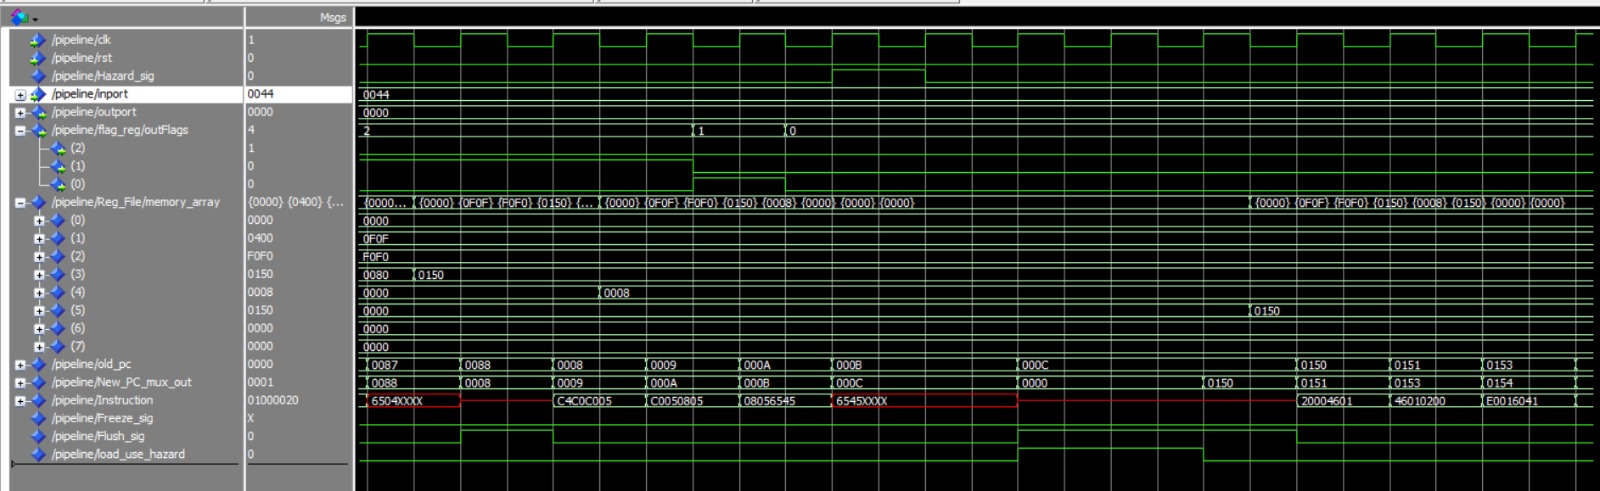 Msgs
/pipeline/clk 1
/pipeline/rst 0
/pipeline/Hazard_sig 0
/pipeline/inport 0044 0044
/pipeline/outport 0000 0000
/pipeline/flag_reg/outFlags 4 2 1 0
(2) 1
(1) 0
(0) 0
/pipeline/Reg_File/memory_array {0000} {0400} {... {0000... {0000} {0F0F} {F0F0} {0150} {... {0000} {0F0F} {F0F0} {0150} {0008} {0000} {0000} {0000} {0000} {0F0F} {F0F0} {0150} {0008} {0150} {0000} {0000}
(0) 0000 0000
(1) 0400 0F0F
(2) F0F0 F0F0
(3) 0150 0080 0150
(4) 0008 0000 0008
(5) 0150 0000 0150
(6) 0000 0000
(7) 0000 0000
/pipeline/old_pc 0000 0087 0088 0008 0009 000A 000B 000C 0150 0151 0153
/pipeline/New_PC_mux_out 0001 0088 0008 0009 000A 000B 000C 0000 0150 0151 0153 0154
/pipeline/Instruction 01000020 6504XXXX C4C0C005 C0050805 08056545 6545XXXX 20004601 46010200 E0016041
/pipeline/Freeze_sig X
/pipeline/Flush_sig 0
/pipeline/load_use_hazard 0